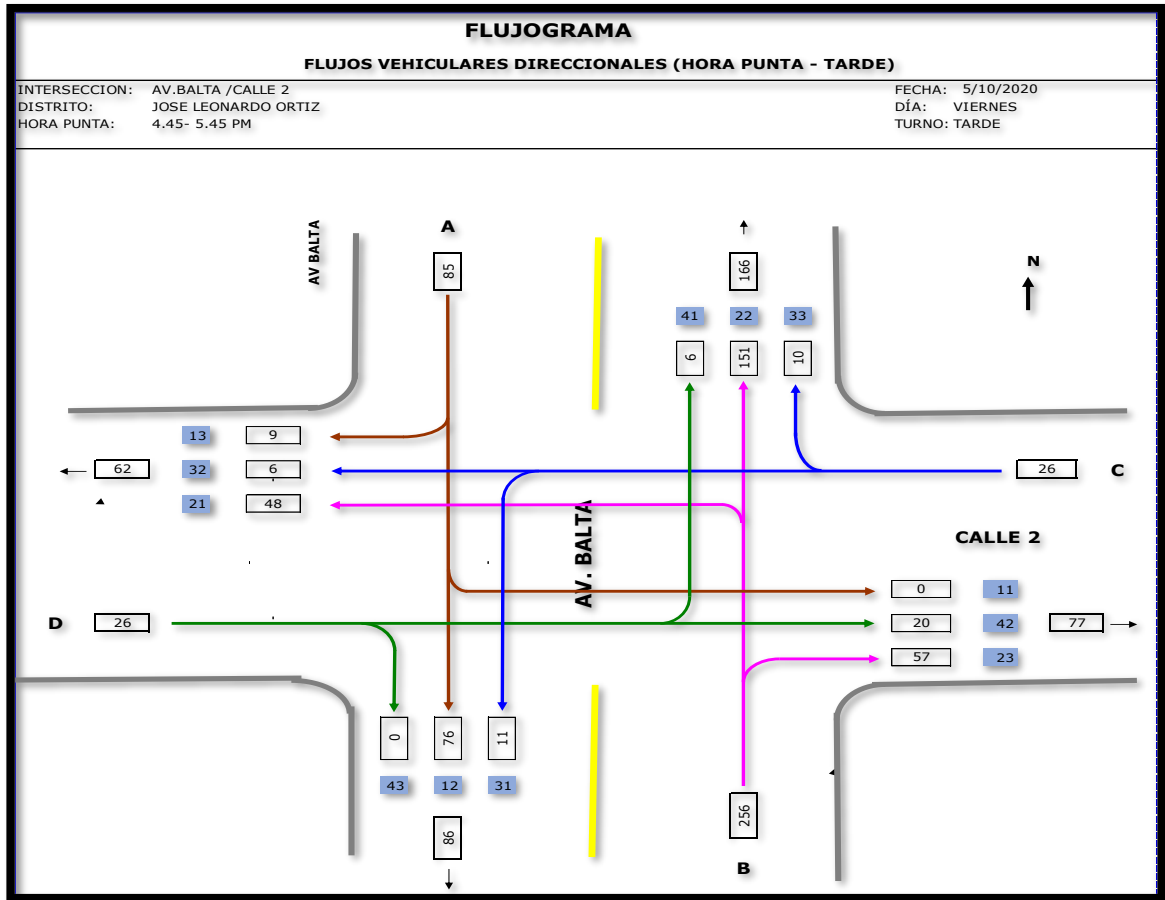 FLUJOGRAMA
FLUJOS VEHICULARES DIRECCIONALES (HORA PUNTA - TARDE)
INTERSECCION: AV.BALTA /CALLE 2
FECHA: 5/10/2020
DISTRITO: JOSE LEONARDO ORTIZ
DÍA: VIERNES
HORA PUNTA: 4.45- 5.45 PM
TURNO: TARDE
AV BALTA
A
85
166
N
41 22 33
6 151 10
13 9
62 32 6
26 C
21 48
AV. BALTA
CALLE 2
0 11
D 26
20 42 77
57 23
0 76 11
43 12 31
256
86
B